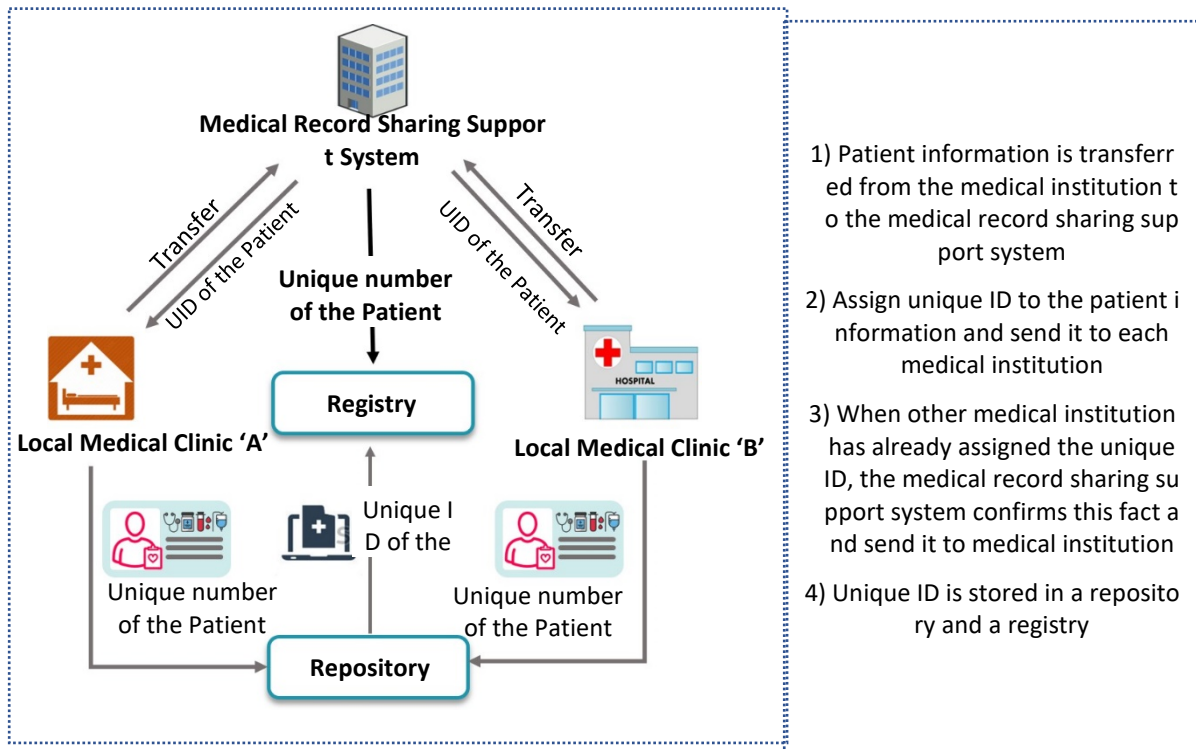 Medical Record Sharing Suppor
t System
Transfer
UID of the Patient
Transfer
UID of the Patient
Unique number
of the Patient
Registry
HOSPITAL
Local Medical Clinic ‘A’
Local Medical Clinic ‘B’
Unique I
D of the
S
Unique number
of the Patient
Unique number
of the Patient
Repository
1) Patient information is transferr
ed from the medical institution t
o the medical record sharing sup
port system
2) Assign unique ID to the patient i
nformation and send it to each
medical institution
3) When other medical institution
has already assigned the unique
ID, the medical record sharing su
pport system confirms this fact a
nd send it to medical institution
4) Unique ID is stored in a reposito
ry and a registry